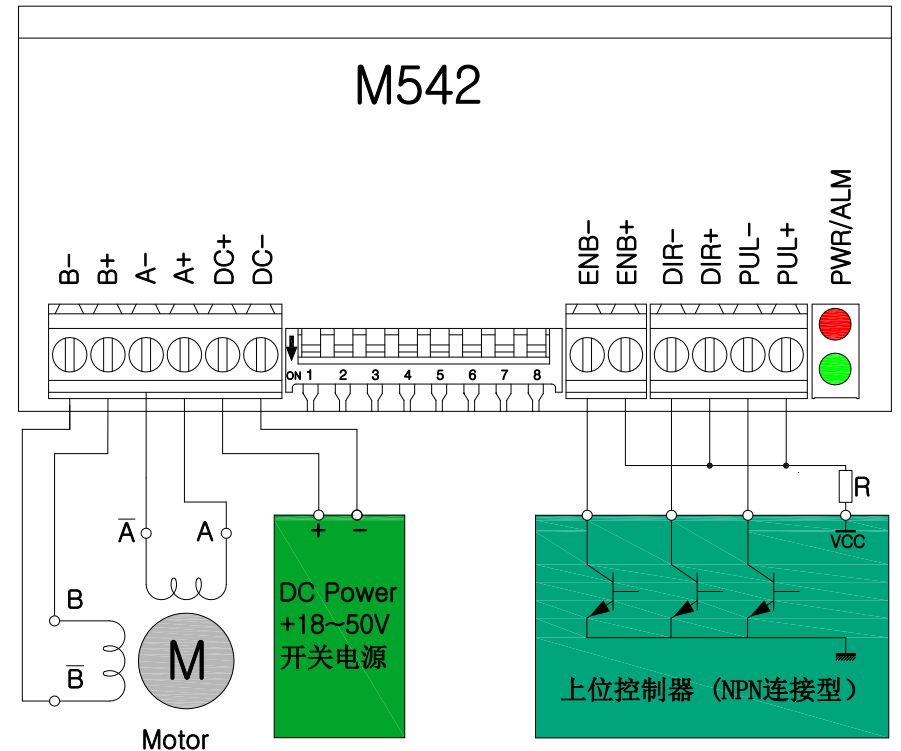 M542
B- B+ A- A+ DC+ DC- ENB- ENB+ DIR- DIR+ PUL- PUL+ PWR/ALM
ON 1 2 3 4 5 6 7 8
R
+ -
VCC
A A
DC Power
+18~50V
开关电源
B
M
B
上位控制器 (NPN连接型)
Motor